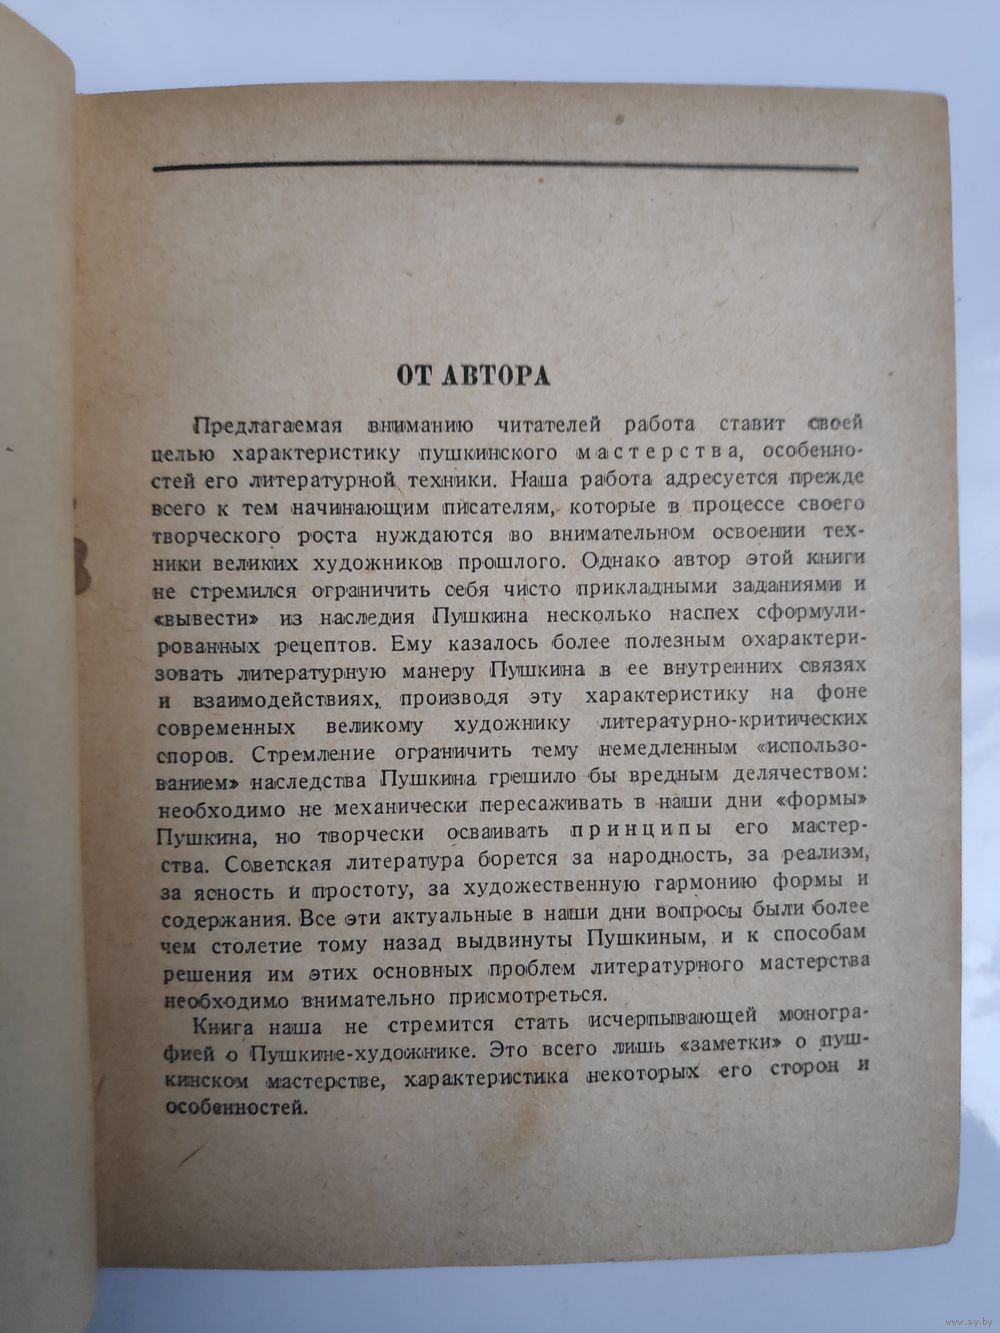 ОТ АВТОРА
Предлагаемая вниманию читателей работа ставит своей
целью характеристику пушкинского мастерства, особенно-
стей его литературной техники. Наша работа адресуется прежде
всего к тем начинающим писателям, которые в процессе своего
творческого роста нуждаются во внимательном освоении тех-
ники великих художников прошлого. Однако автор этой книги
не стремился ограничить себя чисто прикладными заданиями и
«вывести» из наследия Пушкина несколько наспех сформули-
рованных рецептов. Ему казалось более полезным охарактери-
зовать литературную манеру Пушкина в ее внутренних связях
и взаимодействиях, производя эту характеристику на фоне
современных великому художнику литературно-критических
споров. Стремление ограничить тему немедленным «использо-
ванием» наследства Пушкина грешило бы вредным делячеством:
необходимо не механически пересаживать в наши дни «формы»
Пушкина, но творчески осваивать принципы его мастер-
ства. Советская литература борется за народность, за реализм,
за ясность и простоту, за художественную гармонию формы и
содержания. Все эти актуальные в наши дни вопросы были более
чем столетие тому назад выдвинуты Пушкиным, и к способам
решения им этих основных проблем литературного мастерства
необходимо внимательно присмотреться.
Книга наша не стремится стать исчерпывающей моногра-
фией о Пушкине-художнике. Это всего лишь «заметки» о пуш-
кинском мастерстве, характеристика некоторых его сторон и
особенностей.
www.ay.by